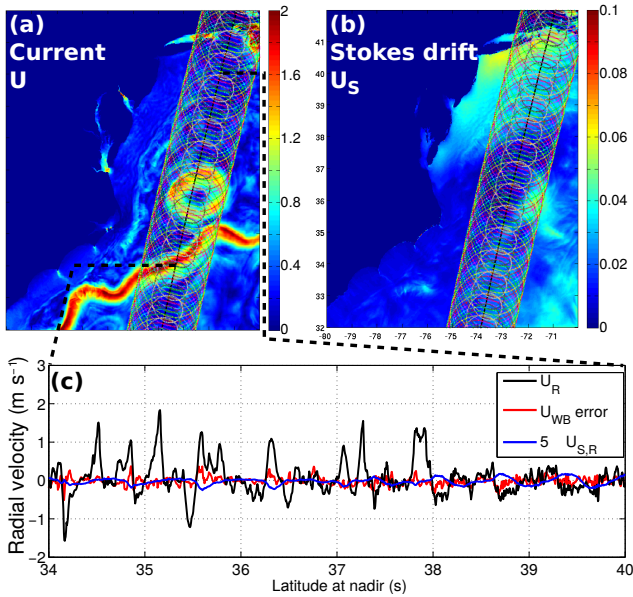 (a)
Current
U
2
1.6
1.2
0.8
0.4
0
(b)
Stokes drift
U_S
41
40
39
38
37
36
35
34
33
32
-80 -79 -78 -77 -76 -75 -74 -73 -72 -71
0.1
0.08
0.06
0.04
0.02
0
(c)
Radial velocity (m s⁻¹)
3
2
1
0
-1
-2
34 35 36 37 38 39 40
Latitude at nadir (s)
U_R
U_WB error
5 U_S,R